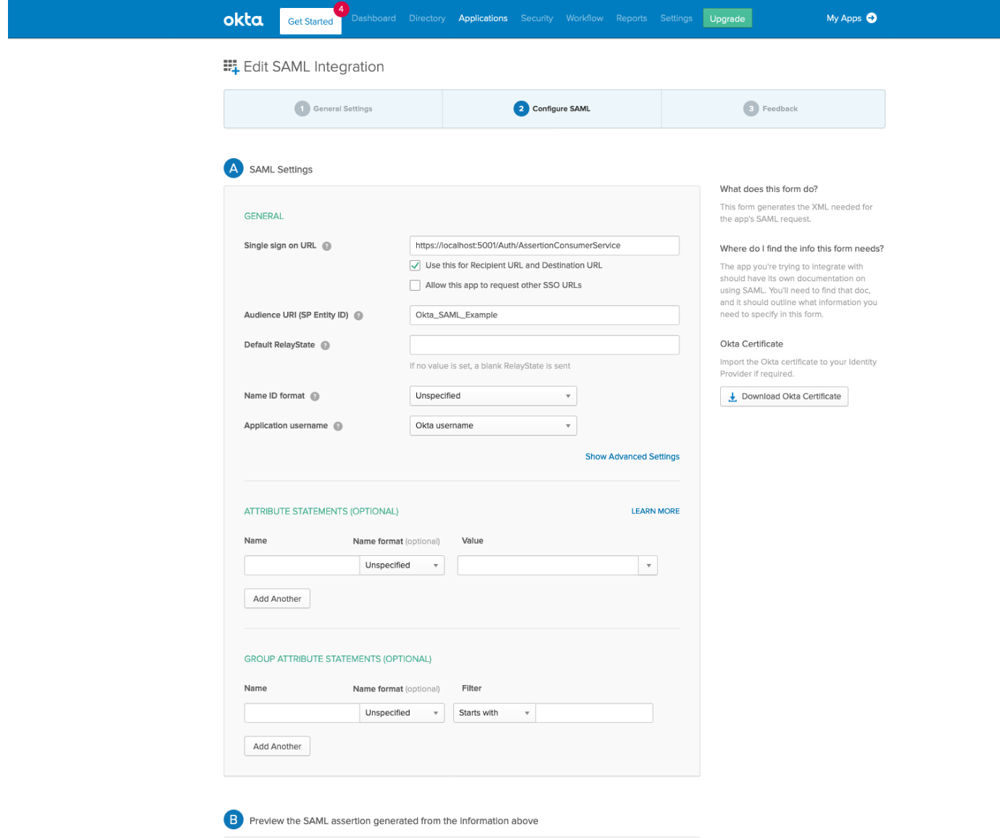 okta
Get Started
4
Dashboard
Directory
Applications
Security
Workflow
Reports
Settings
Upgrade
My Apps
Edit SAML Integration
1 General Settings
2 Configure SAML
3 Feedback
A SAML Settings
GENERAL
Single sign on URL ?
https://localhost:5001/Auth/AssertionConsumerService
Use this for Recipient URL and Destination URL
Allow this app to request other SSO URLs
Audience URI (SP Entity ID) ?
Okta_SAML_Example
Default RelayState ?
If no value is set, a blank RelayState is sent
Name ID format ?
Unspecified
Application username ?
Okta username
Show Advanced Settings
ATTRIBUTE STATEMENTS (OPTIONAL)
LEARN MORE
Name
Name format (optional)
Value
Unspecified
Add Another
GROUP ATTRIBUTE STATEMENTS (OPTIONAL)
Name
Name format (optional)
Filter
Unspecified
Starts with
Add Another
B Preview the SAML assertion generated from the information above
What does this form do?
This form generates the XML needed for
the app's SAML request.
Where do I find the info this form needs?
The app you're trying to integrate with
should have its own documentation on
using SAML. You'll need to find that doc,
and it should outline what information you
need to specify in this form.
Okta Certificate
Import the Okta certificate to your Identity
Provider if required.
Download Okta Certificate